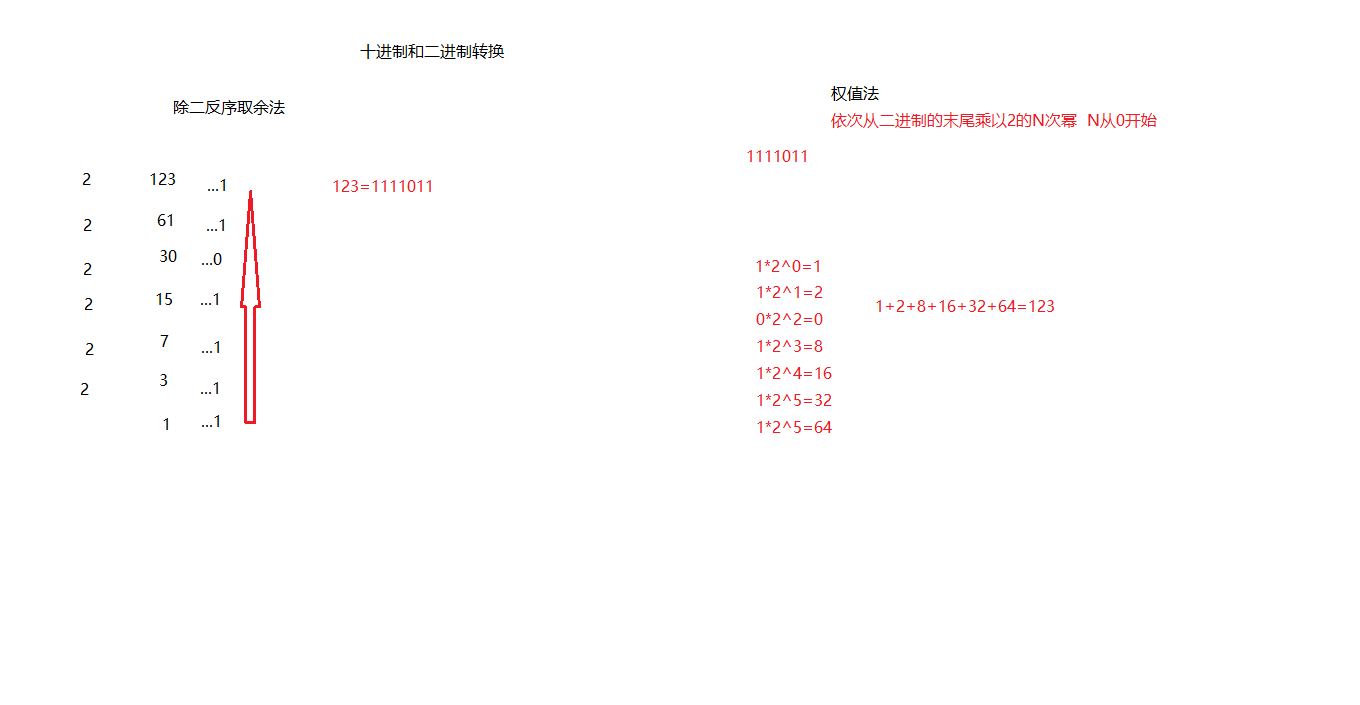 十进制和二进制转换
除二反序取余法
2 123 ...1
123=1111011
2 61 ...1
2 30 ...0
2 15 ...1
2 7 ...1
2 3 ...1
1 ...1
权值法
依次从二进制的末尾乘以2的N次幂 N从0开始
1111011
1*2^0=1
1*2^1=2
0*2^2=0
1*2^3=8
1*2^4=16
1*2^5=32
1*2^5=64
1+2+8+16+32+64=123